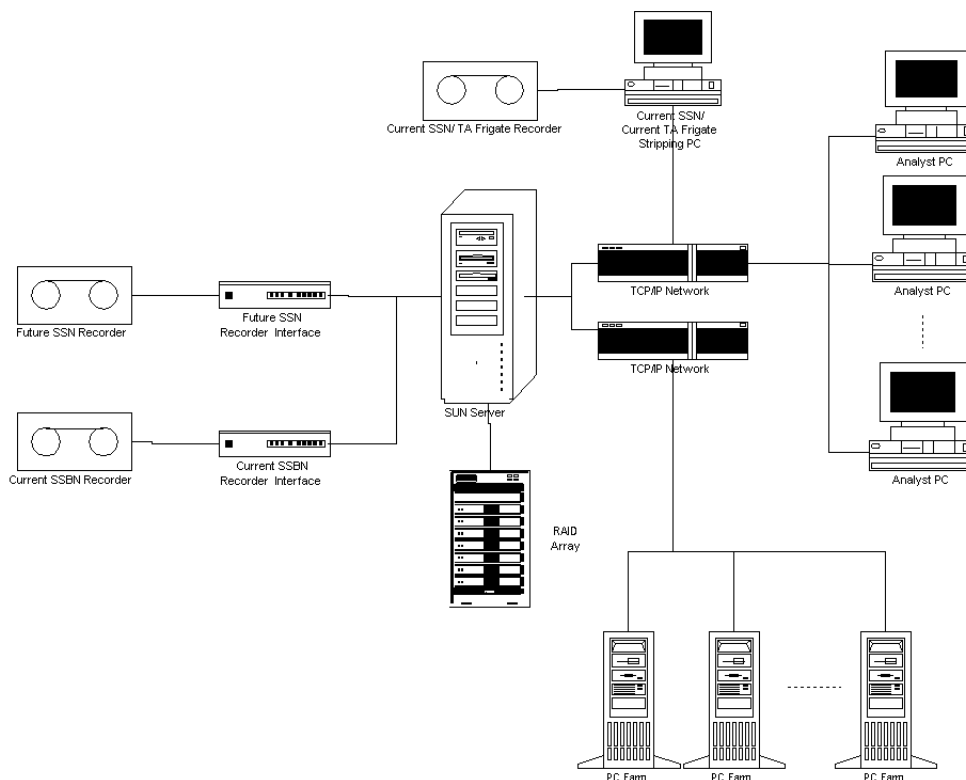 Current SSN/ TA Frigate Recorder
Current SSN/
Current TA Frigate
Stripping PC
Analyst PC
TCP/IP Network
Analyst PC
Future SSN Recorder
Future SSN
Recorder Interface
TCP/IP Network
SUN Server
Current SSBN Recorder
Current SSBN
Recorder Interface
Analyst PC
RAID
Array
PC Farm
PC Farm
PC Farm